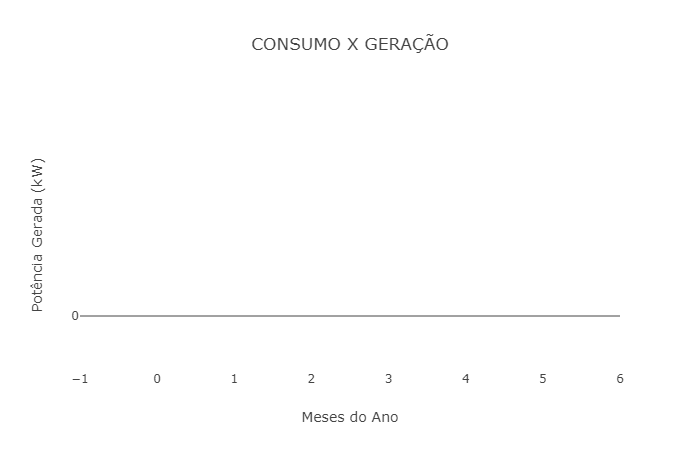 CONSUMO X GERAÇÃO
Potência Gerada (kW)
0
−1 0 1 2 3 4 5 6
Meses do Ano